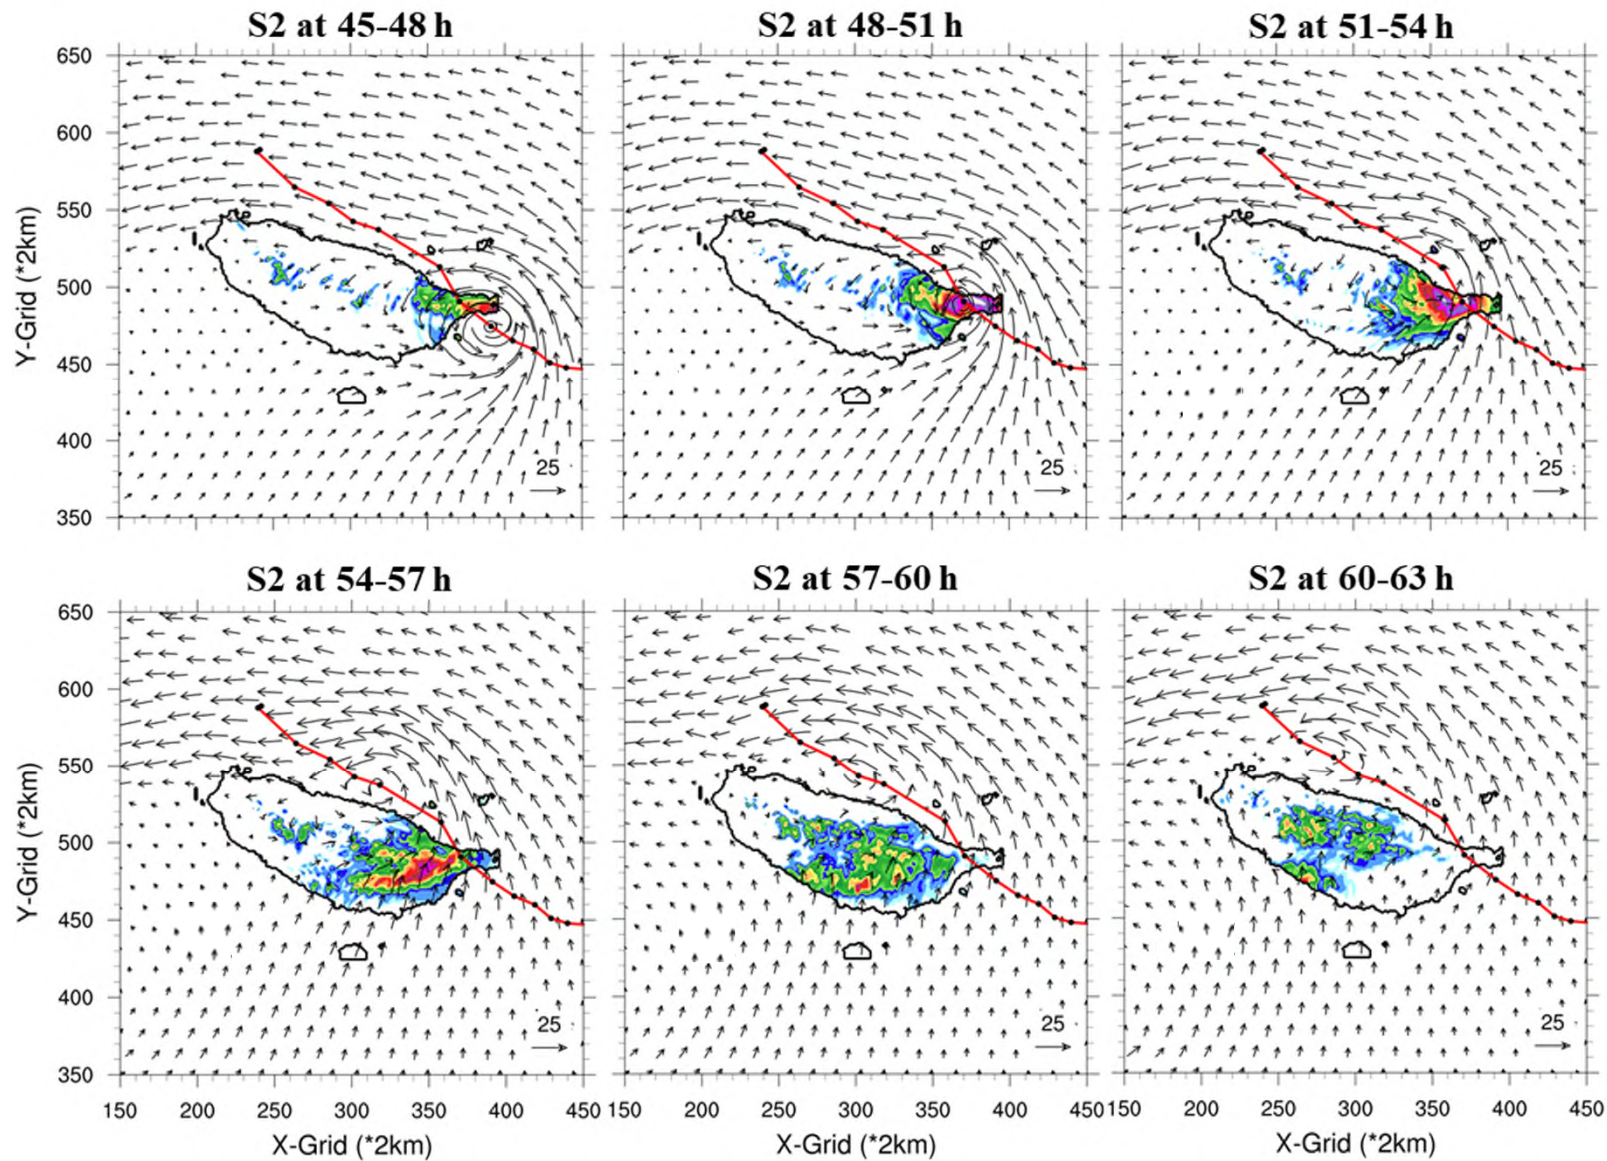 S2 at 45-48 h
S2 at 48-51 h
S2 at 51-54 h
650
600
550
500
450
400
350
Y-Grid (*2km)
25
25
25
S2 at 54-57 h
S2 at 57-60 h
S2 at 60-63 h
650
600
550
500
450
400
350
Y-Grid (*2km)
25
25
25
150 200 250 300 350 400 450
150 200 250 300 350 400 450
150 200 250 300 350 400 450
X-Grid (*2km)
X-Grid (*2km)
X-Grid (*2km)